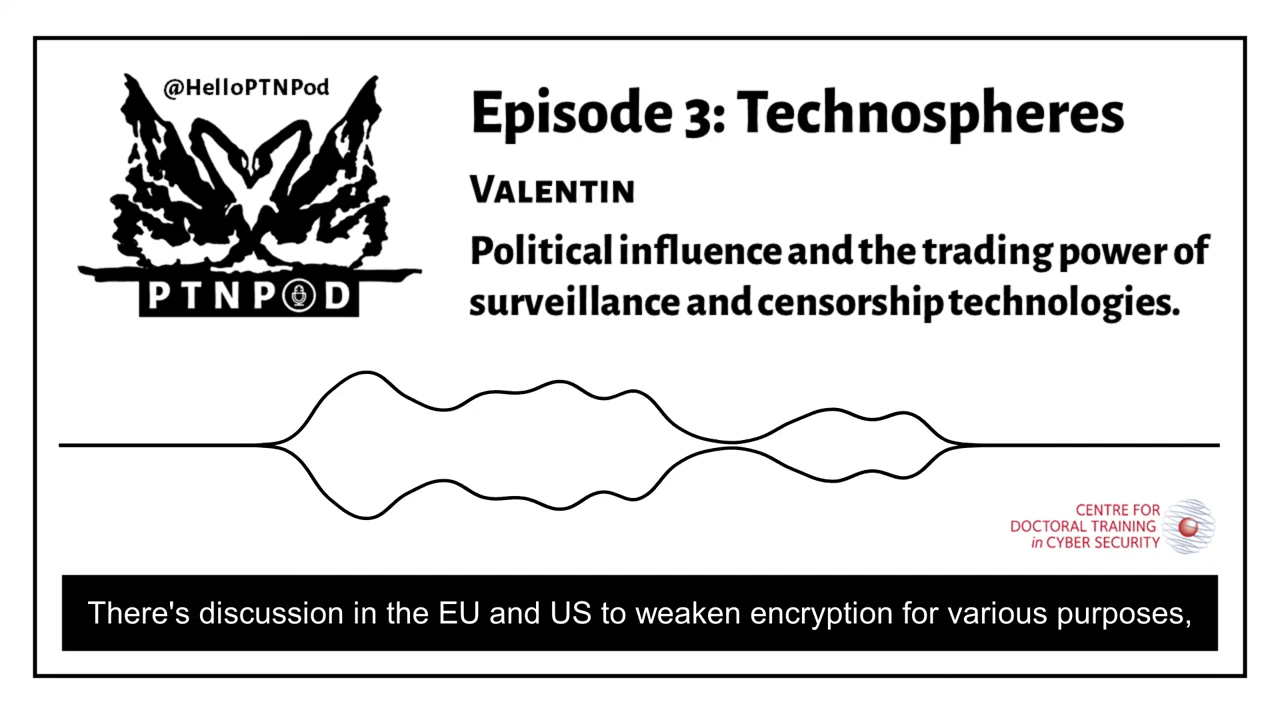 @HelloPTNPod
PTNPOD
Episode 3: Technospheres
Valentin
Political influence and the trading power of
surveillance and censorship technologies.
CENTRE FOR
DOCTORAL TRAINING
in CYBER SECURITY
There's discussion in the EU and US to weaken encryption for various purposes,